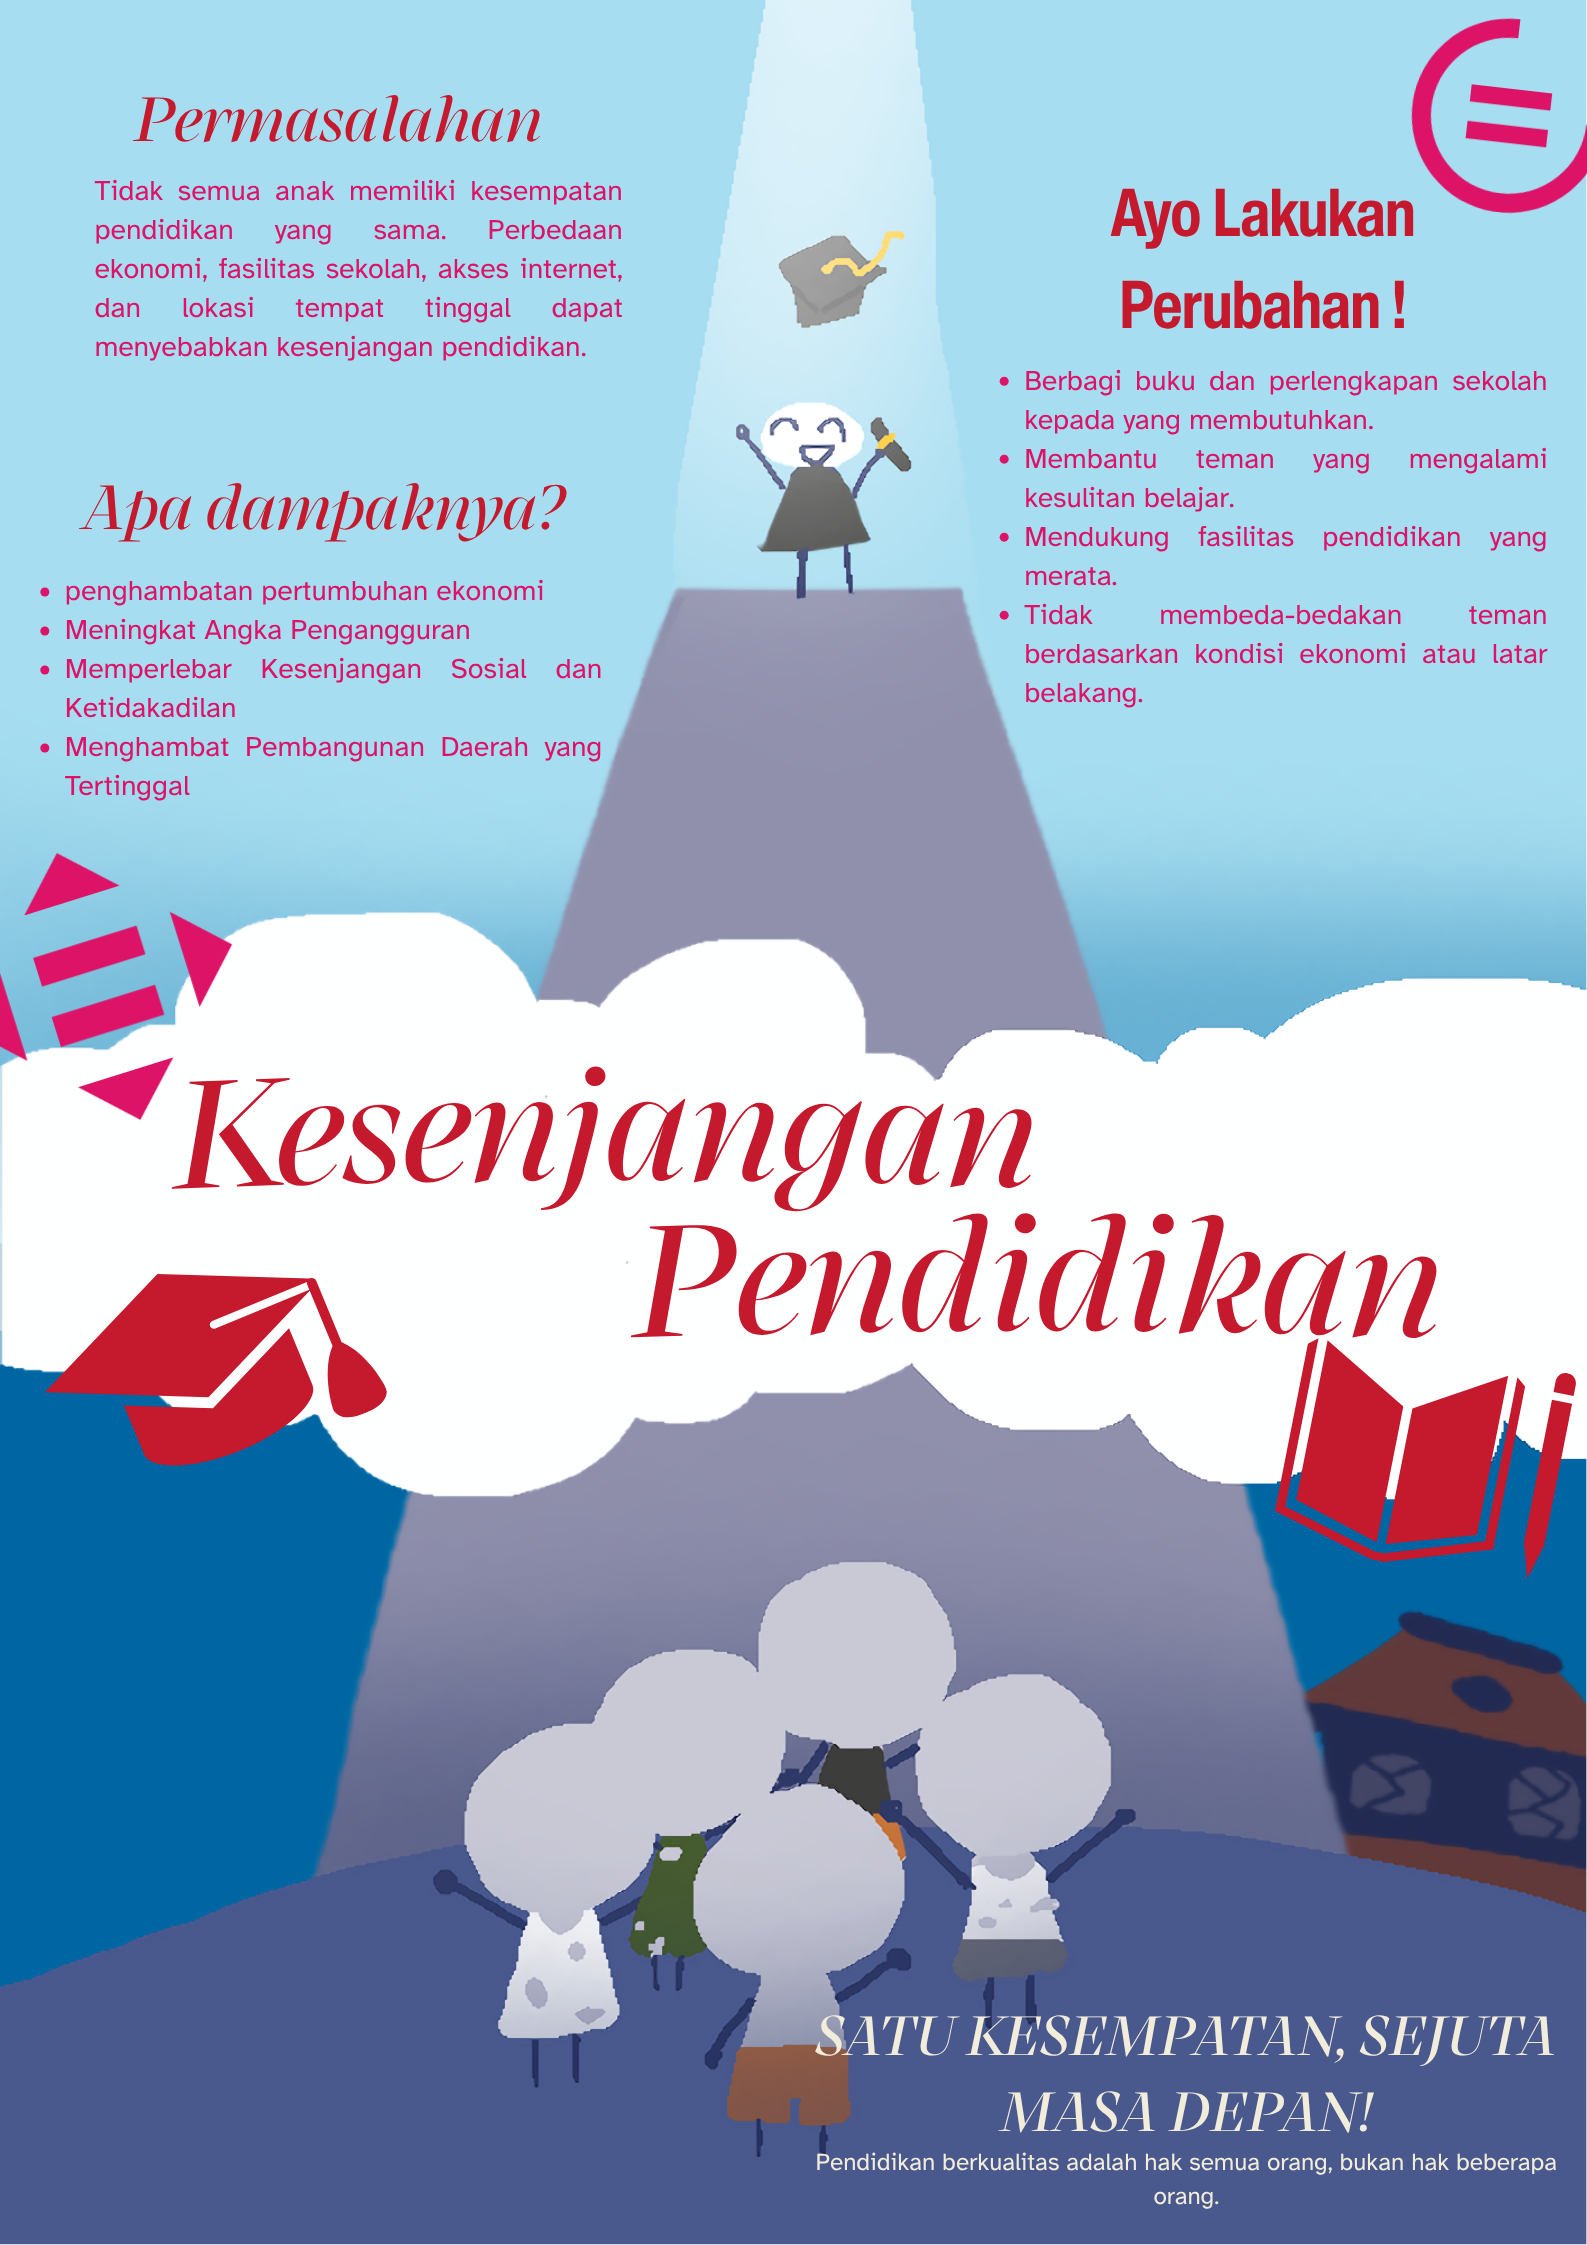 Permasalahan
Tidak semua anak memiliki kesempatan
pendidikan yang sama. Perbedaan
ekonomi, fasilitas sekolah, akses internet,
dan lokasi tempat tinggal dapat
menyebabkan kesenjangan pendidikan.
Apa dampaknya?
• penghambatan pertumbuhan ekonomi
• Meningkat Angka Pengangguran
• Memperlebar Kesenjangan Sosial dan
Ketidakadilan
• Menghambat Pembangunan Daerah yang
Tertinggal
Ayo Lakukan
Perubahan !
• Berbagi buku dan perlengkapan sekolah
kepada yang membutuhkan.
• Membantu teman yang mengalami
kesulitan belajar.
• Mendukung fasilitas pendidikan yang
merata.
• Tidak membeda-bedakan teman
berdasarkan kondisi ekonomi atau latar
belakang.
Kesenjangan
Pendidikan
SATU KESEMPATAN, SEJUTA
MASA DEPAN!
Pendidikan berkualitas adalah hak semua orang, bukan hak beberapa
orang.